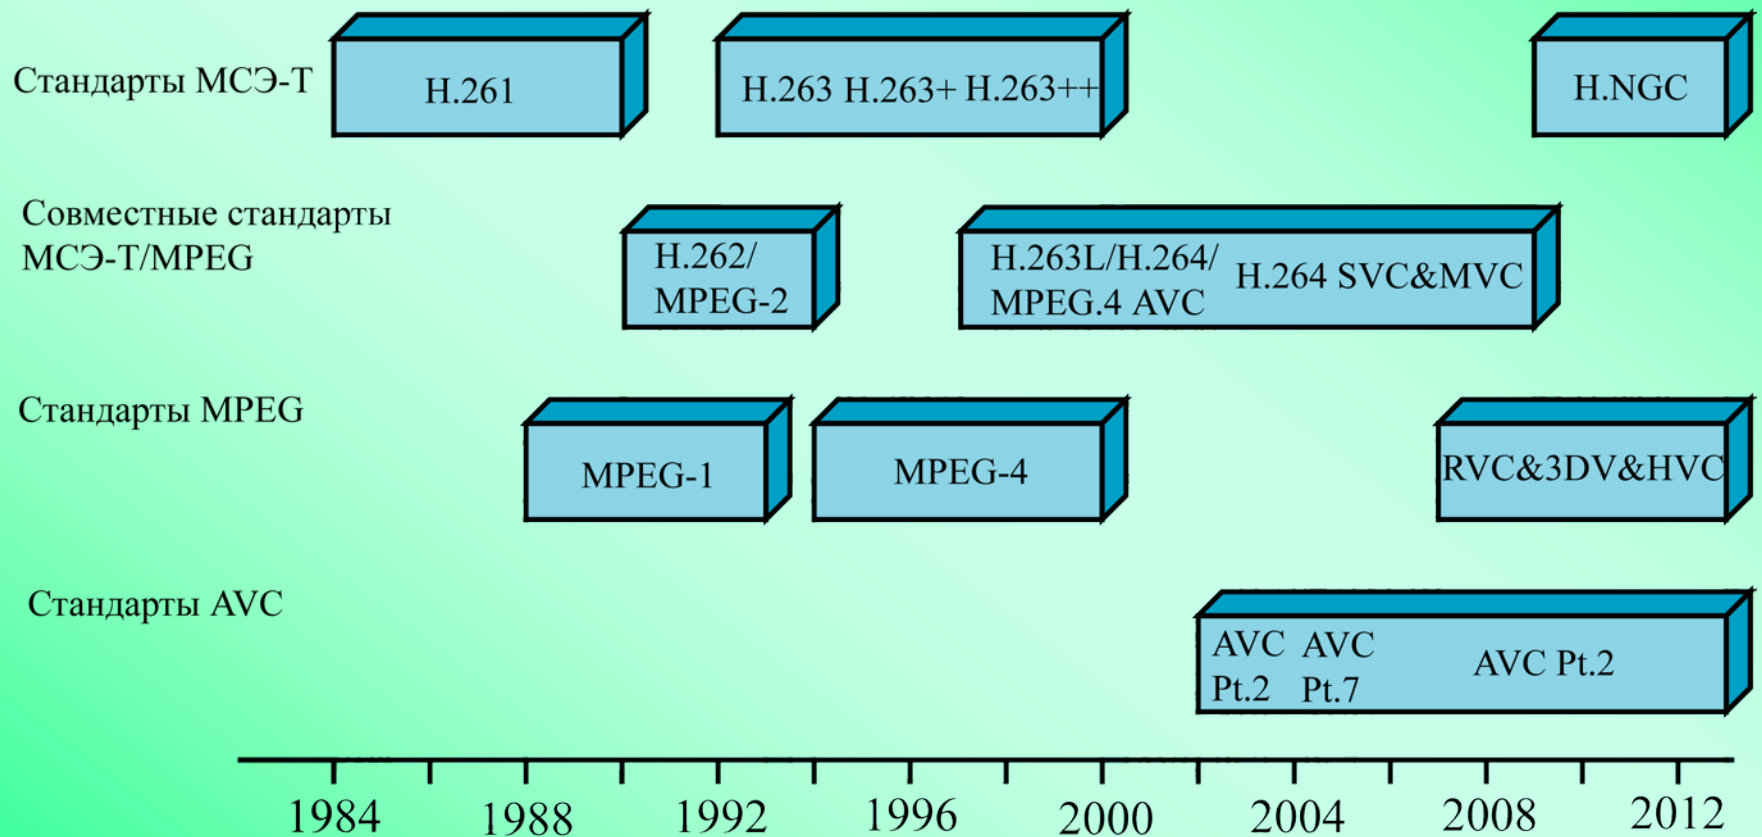 Стандарты МСЭ-Т
H.261
H.263 H.263+ H.263++
H.NGC
Совместные стандарты
МСЭ-Т/MPEG
H.262/
MPEG-2
H.263L/H.264/
MPEG.4 AVC
H.264 SVC&MVC
Стандарты MPEG
MPEG-1
MPEG-4
RVC&3DV&HVC
Стандарты AVC
AVC
Pt.2
AVC
Pt.7
AVC Pt.2
1984 1988 1992 1996 2000 2004 2008 2012